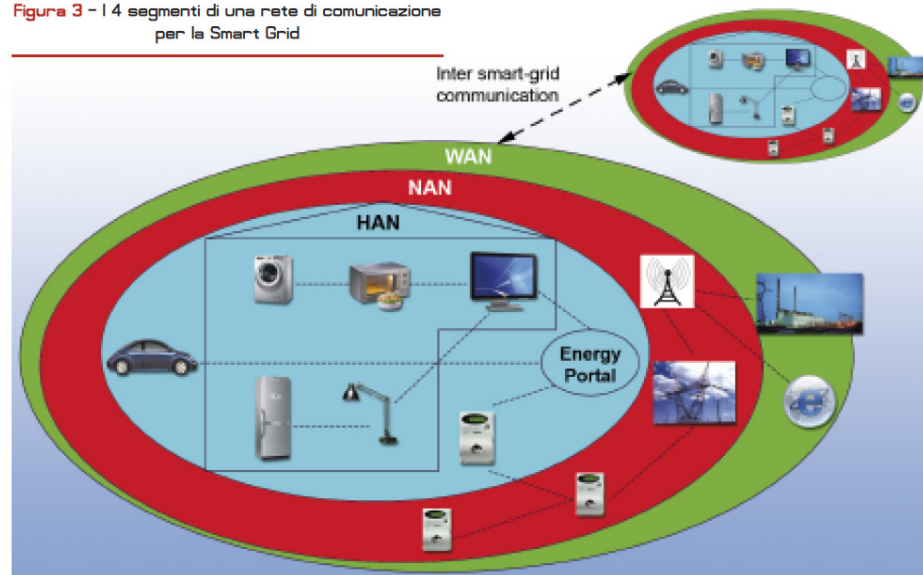 Figura 3 – I 4 segmenti di una rete di comunicazione
per la Smart Grid
Inter smart-grid
communication
WAN
NAN
HAN
Energy
Portal